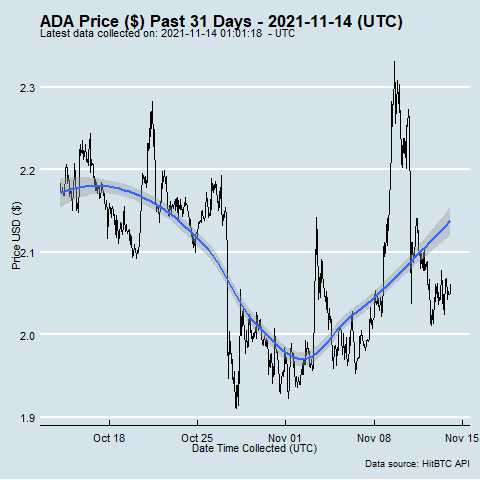 ADA Price ($) Past 31 Days - 2021-11-14 (UTC)
Latest data collected on: 2021-11-14 01:01:18 - UTC
2.3
2.2
2.1
2.0
1.9
Price USD ($)
Oct 18 Oct 25 Nov 01 Nov 08 Nov 15
Date Time Collected (UTC)
Data source: HitBTC API